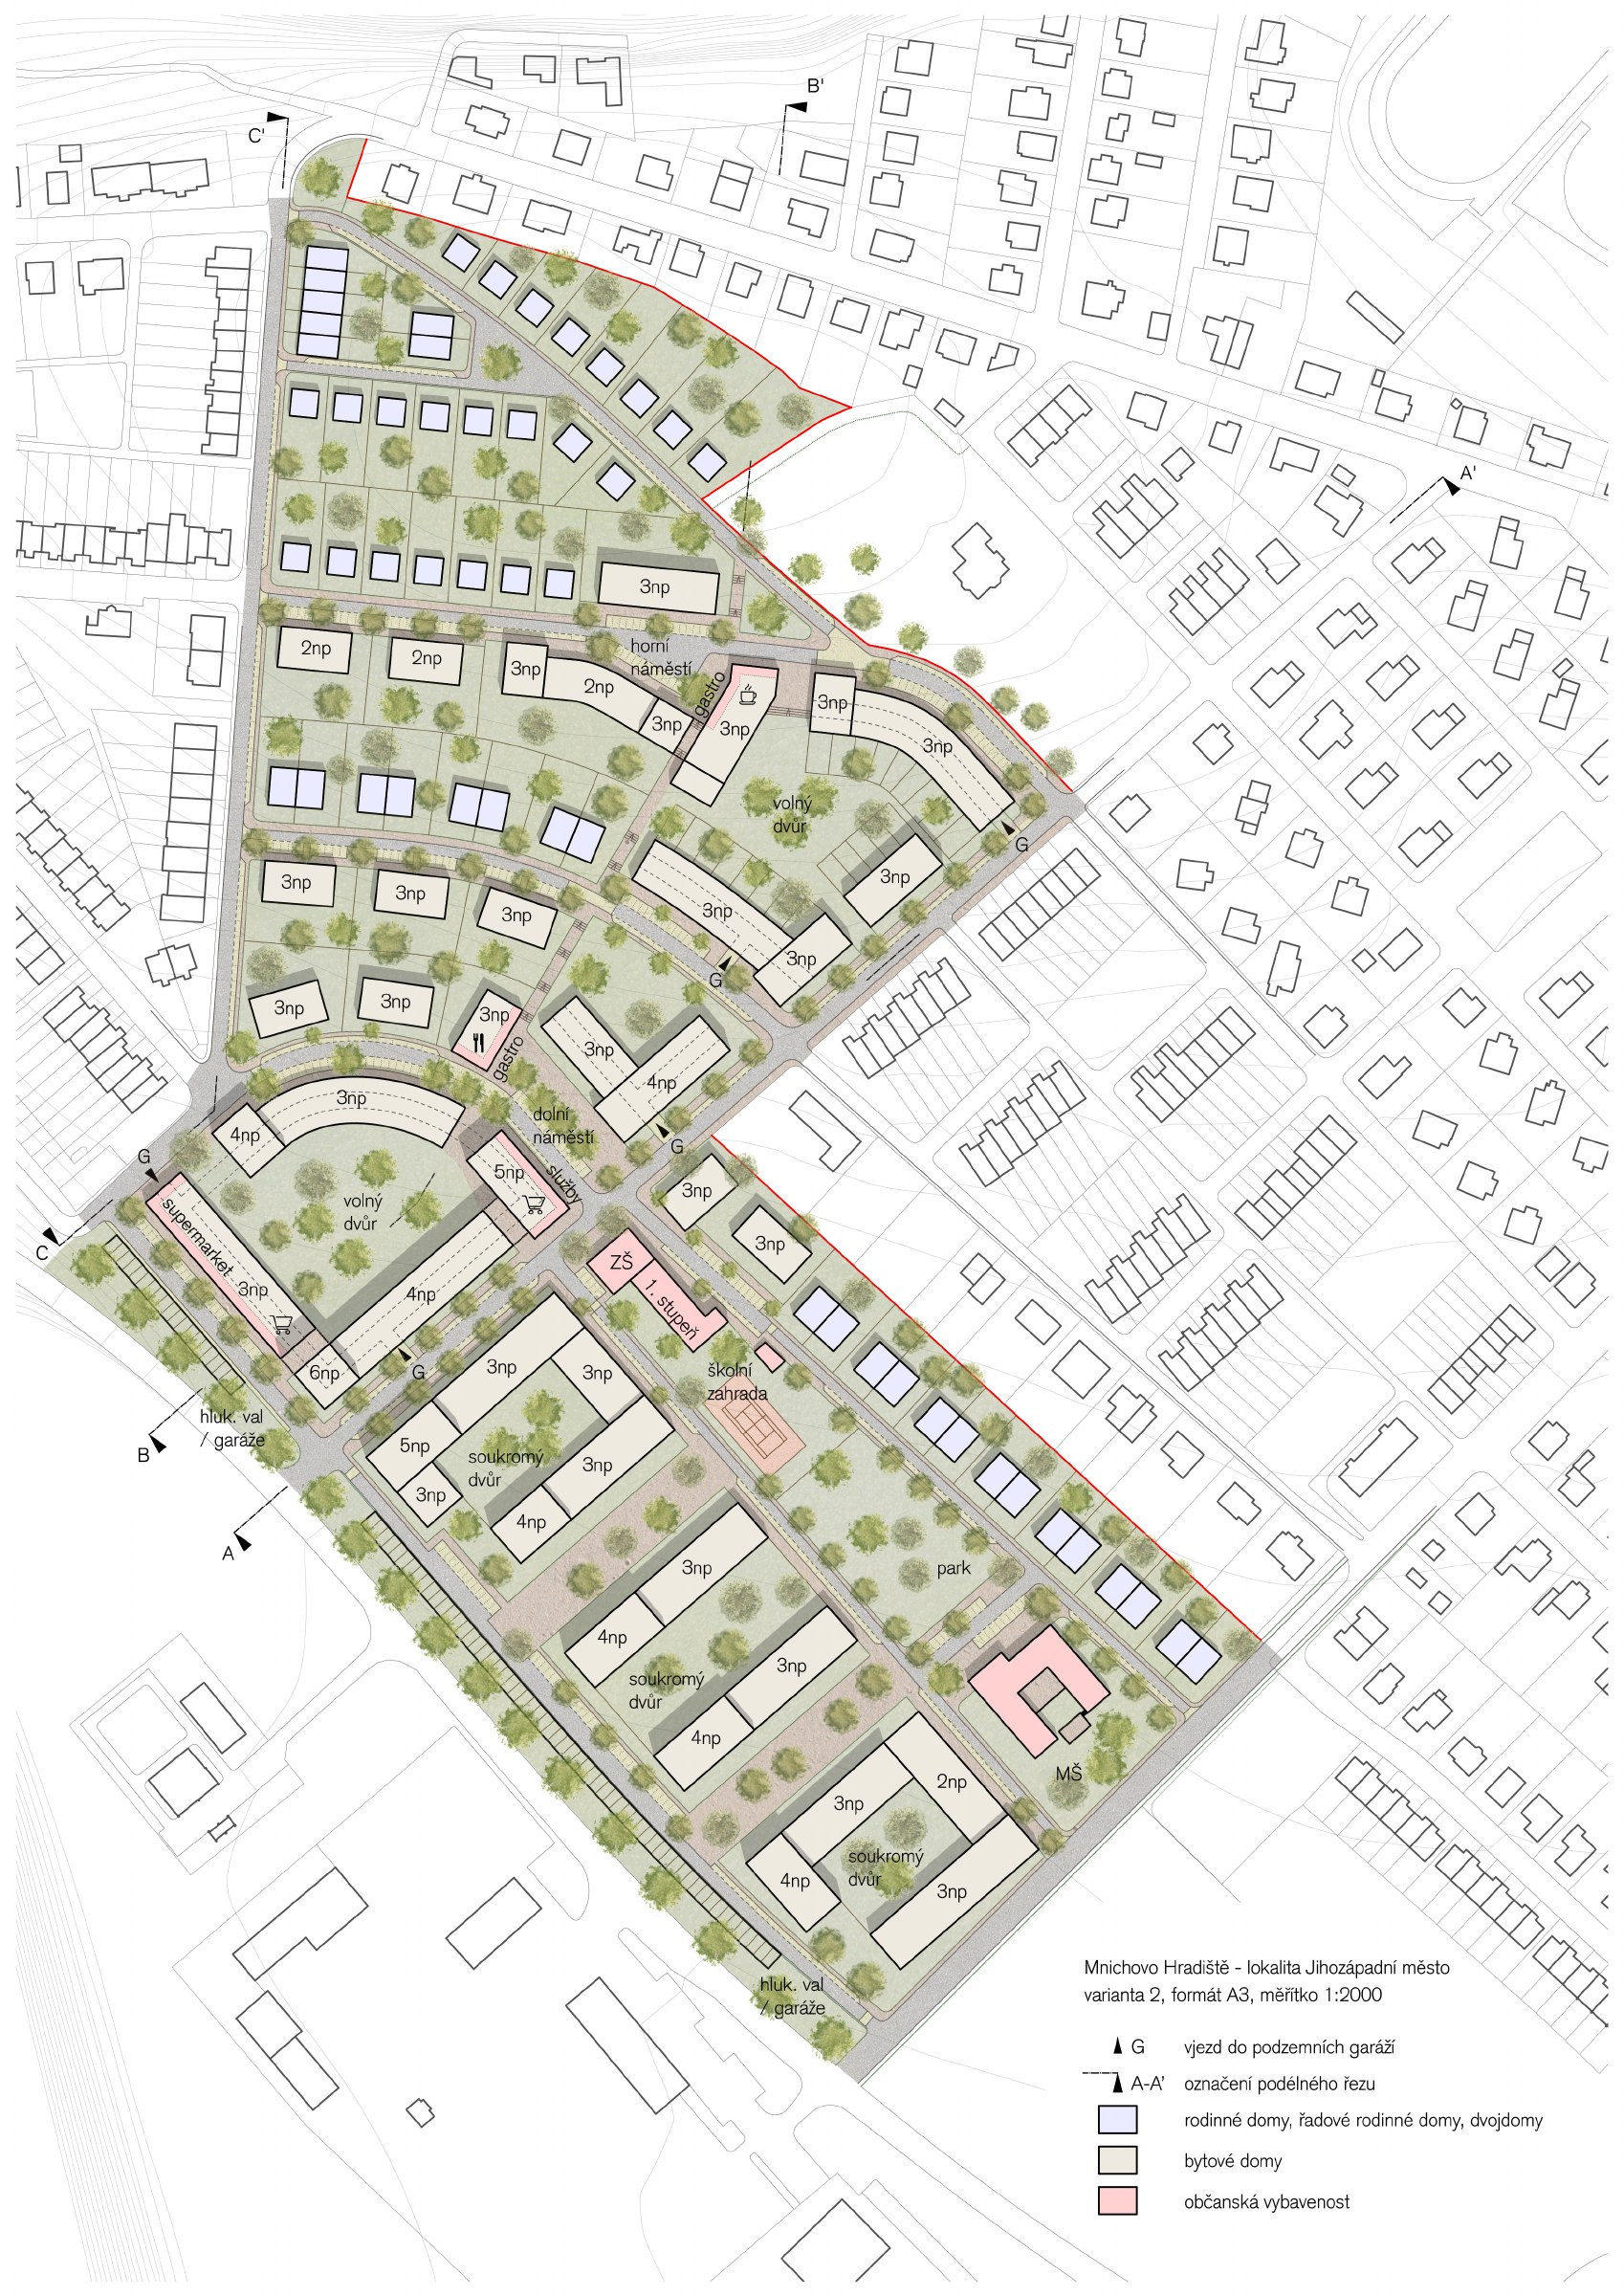 B'
C'
A'
3np
horní
náměstí
2np
2np
3np
2np
3np
gastro
3np
3np
3np
volný
dvůr
G
3np
3np
3np
3np
3np
3np
G
3np
3np
3np
gastro
3np
4np
dolní
náměstí
G
3np
4np
G
5np
služby
volný
dvůr
supermarket
3np
4np
6np
G
C
B
A
hluk. val
/ garáže
3np
3np
ZŠ
1. stupeň
školní
zahrada
3np
3np
5np
3np
soukromý
dvůr
3np
4np
park
3np
4np
soukromý
dvůr
3np
4np
MŠ
2np
3np
4np
soukromý
dvůr
3np
hluk. val
/ garáže
Mnichovo Hradiště - lokalita Jihozápadní město
varianta 2, formát A3, měřítko 1:2000
G vjezd do podzemních garáží
A-A' označení podélného řezu
rodinné domy, řadové rodinné domy, dvojdomy
bytové domy
občanská vybavenost